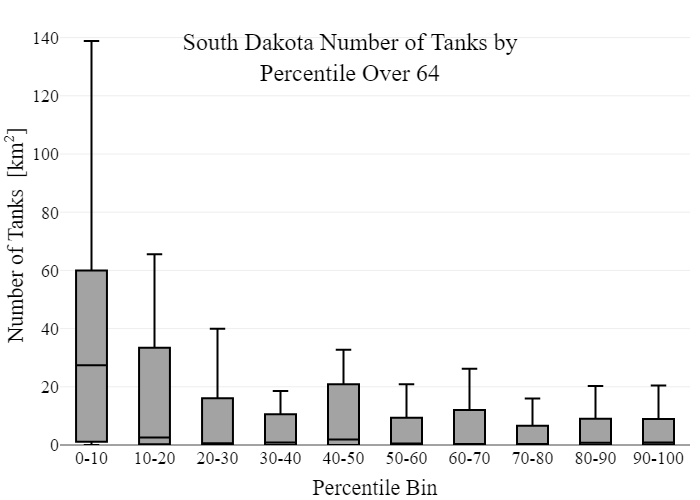 South Dakota Number of Tanks by
Percentile Over 64
Number of Tanks [km²]
140
120
100
80
60
40
20
0
0-10 10-20 20-30 30-40 40-50 50-60 60-70 70-80 80-90 90-100
Percentile Bin